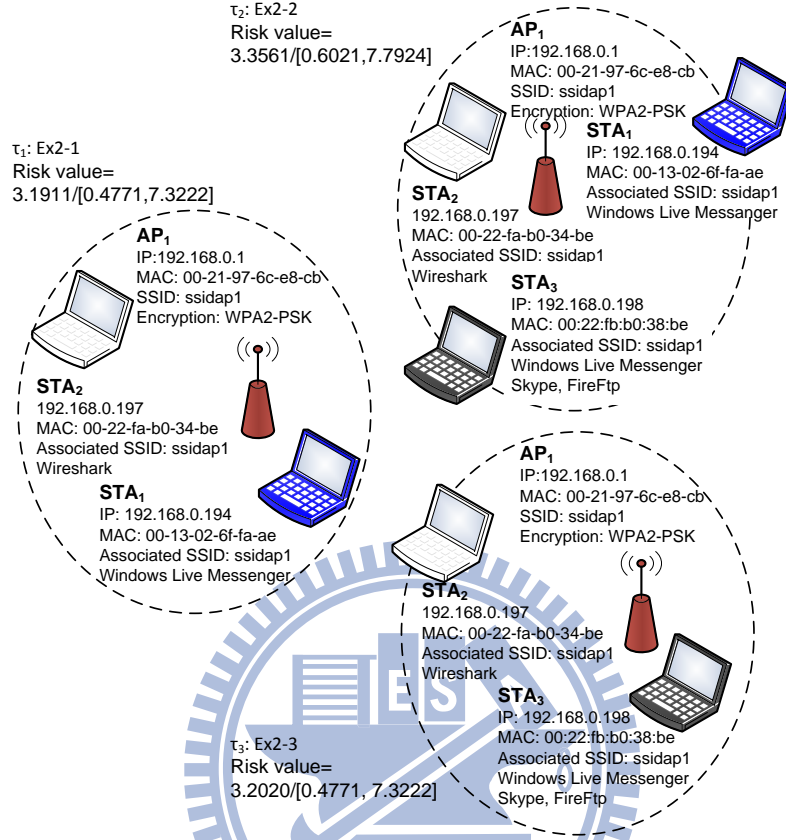 τ₂: Ex2-2
Risk value=
3.3561/[0.6021,7.7924]
AP₁
IP:192.168.0.1
MAC: 00-21-97-6c-e8-cb
SSID: ssidap1
Encryption: WPA2-PSK
STA₁
IP: 192.168.0.194
MAC: 00-13-02-6f-fa-ae
Associated SSID: ssidap1
Windows Live Messanger
STA₂
192.168.0.197
MAC: 00-22-fa-b0-34-be
Associated SSID: ssidap1
Wireshark
STA₃
IP: 192.168.0.198
MAC: 00:22:fb:b0:38:be
Associated SSID: ssidap1
Windows Live Messenger
Skype, FireFtp
τ₁: Ex2-1
Risk value=
3.1911/[0.4771,7.3222]
AP₁
IP:192.168.0.1
MAC: 00-21-97-6c-e8-cb
SSID: ssidap1
Encryption: WPA2-PSK
STA₂
192.168.0.197
MAC: 00-22-fa-b0-34-be
Associated SSID: ssidap1
Wireshark
STA₁
IP: 192.168.0.194
MAC: 00-13-02-6f-fa-ae
Associated SSID: ssidap1
Windows Live Messenger
AP₁
IP:192.168.0.1
MAC: 00-21-97-6c-e8-cb
SSID: ssidap1
Encryption: WPA2-PSK
STA₂
192.168.0.197
MAC: 00-22-fa-b0-34-be
Associated SSID: ssidap1
Wireshark
STA₃
IP: 192.168.0.198
MAC: 00:22:fb:b0:38:be
Associated SSID: ssidap1
Windows Live Messenger
Skype, FireFtp
τ₃: Ex2-3
Risk value=
3.2020/[0.4771, 7.3222]
ES